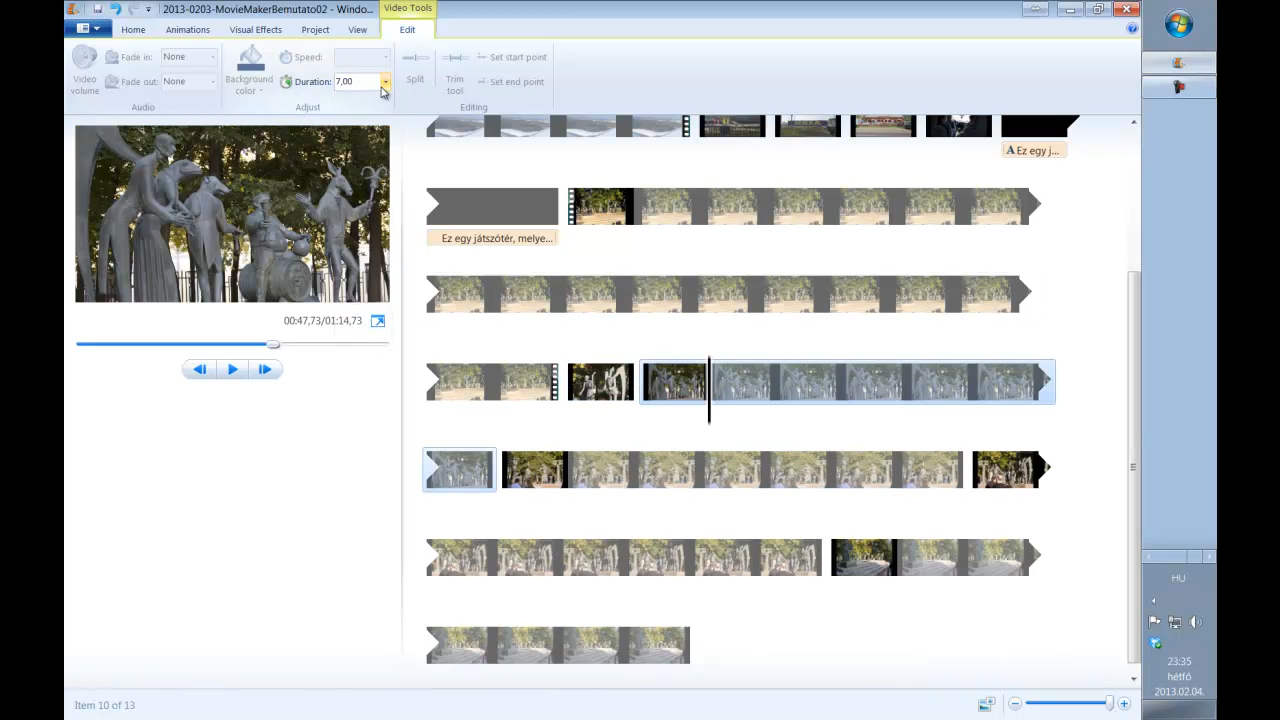 2013-0203-MovieMakerBemutato02 - Windo...
Video Tools
Home
Animations
Visual Effects
Project
View
Edit
Video volume
Fade in: None
Fade out: None
Audio
Background color
Speed:
Duration: 7,00
Adjust
Split
Trim tool
Set start point
Set end point
Editing
A Ez egy j...
Ez egy játszótér, melye...
00:47,73/01:14,73
Item 10 of 13
HU
23:35
hétfő
2013.02.04.